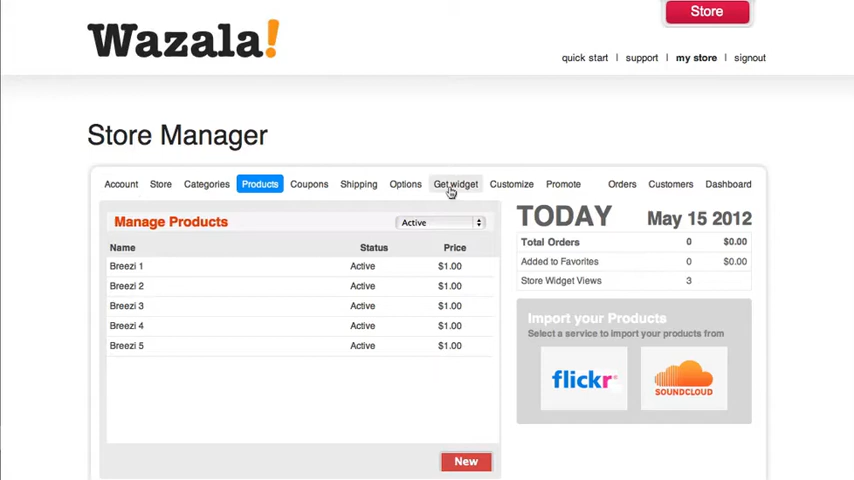 Store
Wazala!
quick start | support | my store | signout
Store Manager
Account Store Categories Products Coupons Shipping Options Get widget Customize Promote Orders Customers Dashboard
Manage Products Active
Name Status Price
Breezi 1 Active $1.00
Breezi 2 Active $1.00
Breezi 3 Active $1.00
Breezi 4 Active $1.00
Breezi 5 Active $1.00
New
TODAY May 15 2012
Total Orders 0 $0.00
Added to Favorites 0 $0.00
Store Widget Views 3
Import your Products
Select a service to import your products from
flickr
SOUNDCLOUD